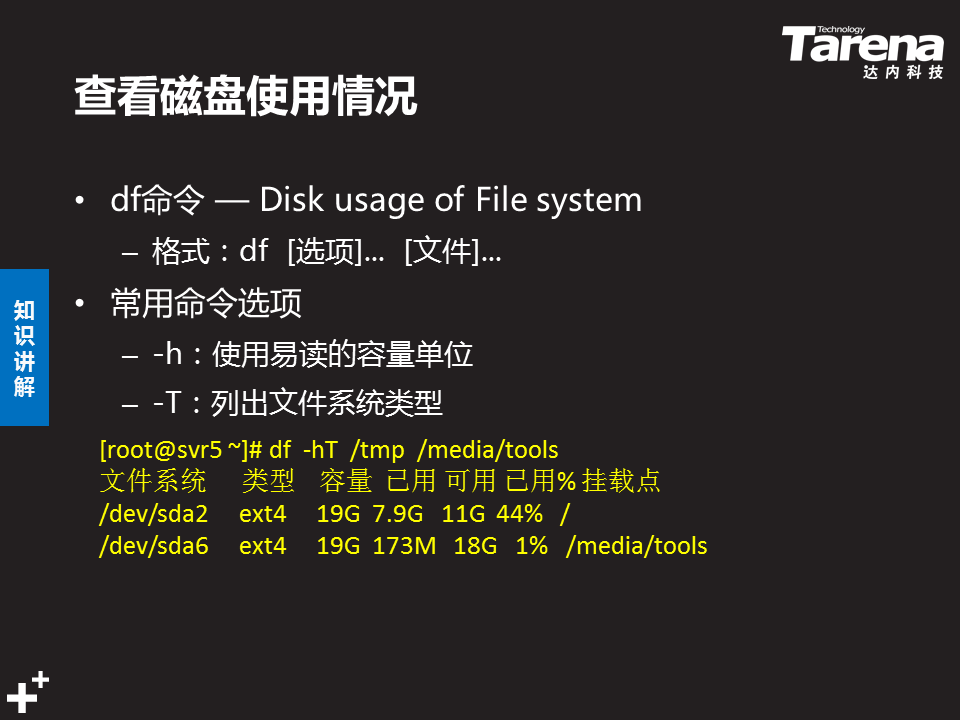 Technology
Tarena
达内科技
查看磁盘使用情况
• df命令 — Disk usage of File system
– 格式：df [选项]... [文件]...
• 常用命令选项
– -h：使用易读的容量单位
– -T：列出文件系统类型
知识讲解
[root@svr5 ~]# df -hT /tmp /media/tools
文件系统 类型 容量 已用 可用 已用% 挂载点
/dev/sda2 ext4 19G 7.9G 11G 44% /
/dev/sda6 ext4 19G 173M 18G 1% /media/tools